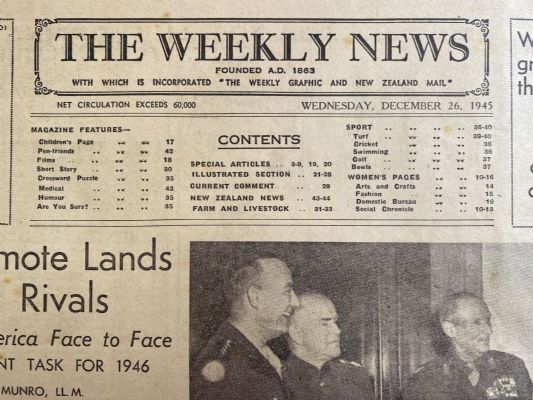 THE WEEKLY NEWS
FOUNDED A.D. 1863
WITH WHICH IS INCORPORATED "THE WEEKLY GRAPHIC AND NEW ZEALAND MAIL"
NET CIRCULATION EXCEEDS 60,000
WEDNESDAY, DECEMBER 26, 1945
MAGAZINE FEATURES—
Children's Page .. .. 17
Pen-friends .. .. 42
Films .. .. .. 18
Short Story .. .. 30
Crossword Puzzle .. .. 35
Medical .. .. 42
Humour .. .. .. 35
Are You Sure? .. .. 35
CONTENTS
SPECIAL ARTICLES .. 8-9, 19, 20
ILLUSTRATED SECTION .. 21-28
CURRENT COMMENT .. .. 29
NEW ZEALAND NEWS .. 43-44
FARM AND LIVESTOCK .. 31-33
SPORT .. .. .. .. 36-40
Turf .. .. .. .. 39-40
Cricket .. .. .. 36
Swimming .. .. .. 36
Golf .. .. .. .. 37
Bowls .. .. .. .. 37
WOMEN'S PAGES .. .. 10-16
Arts and Crafts .. .. 14
Fashion .. .. .. 15
Domestic Bureau .. .. 16
Social Chronicle .. .. 10-13
W
gr
th
mote Lands
Rivals
erica Face to Face
NT TASK FOR 1946
MUNRO, LL.M.